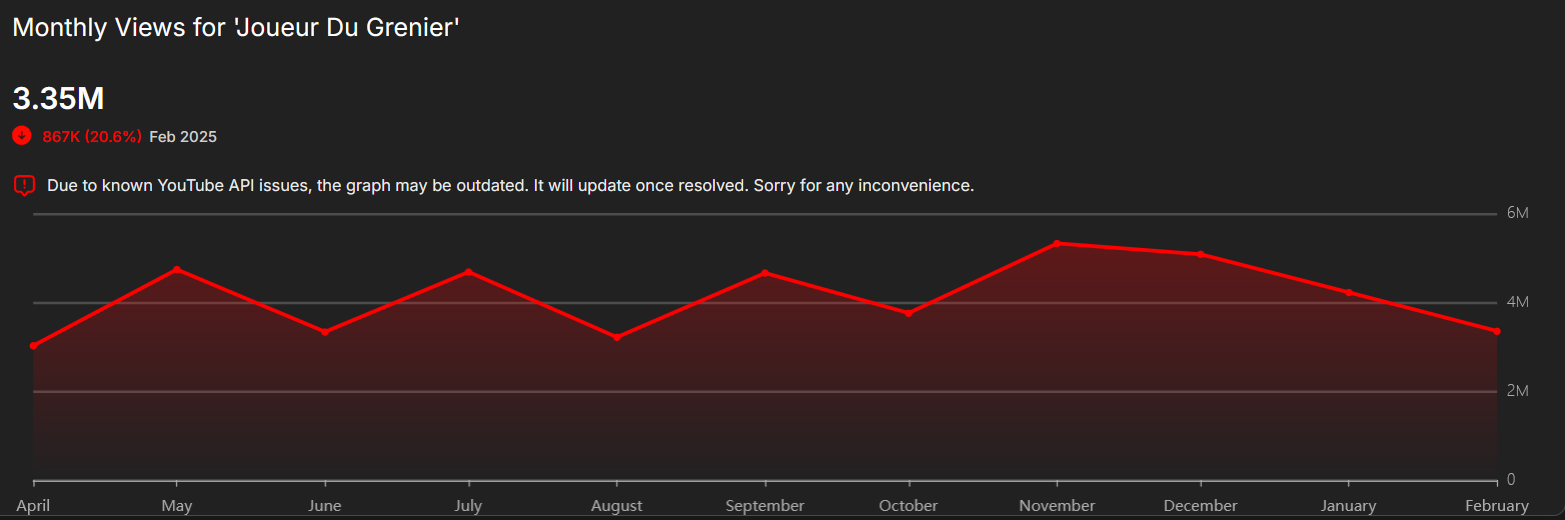 Monthly Views for 'Joueur Du Grenier'
3.35M
867K (20.6%) Feb 2025
Due to known YouTube API issues, the graph may be outdated. It will update once resolved. Sorry for any inconvenience.
6M
4M
2M
0
April May June July August September October November December January February